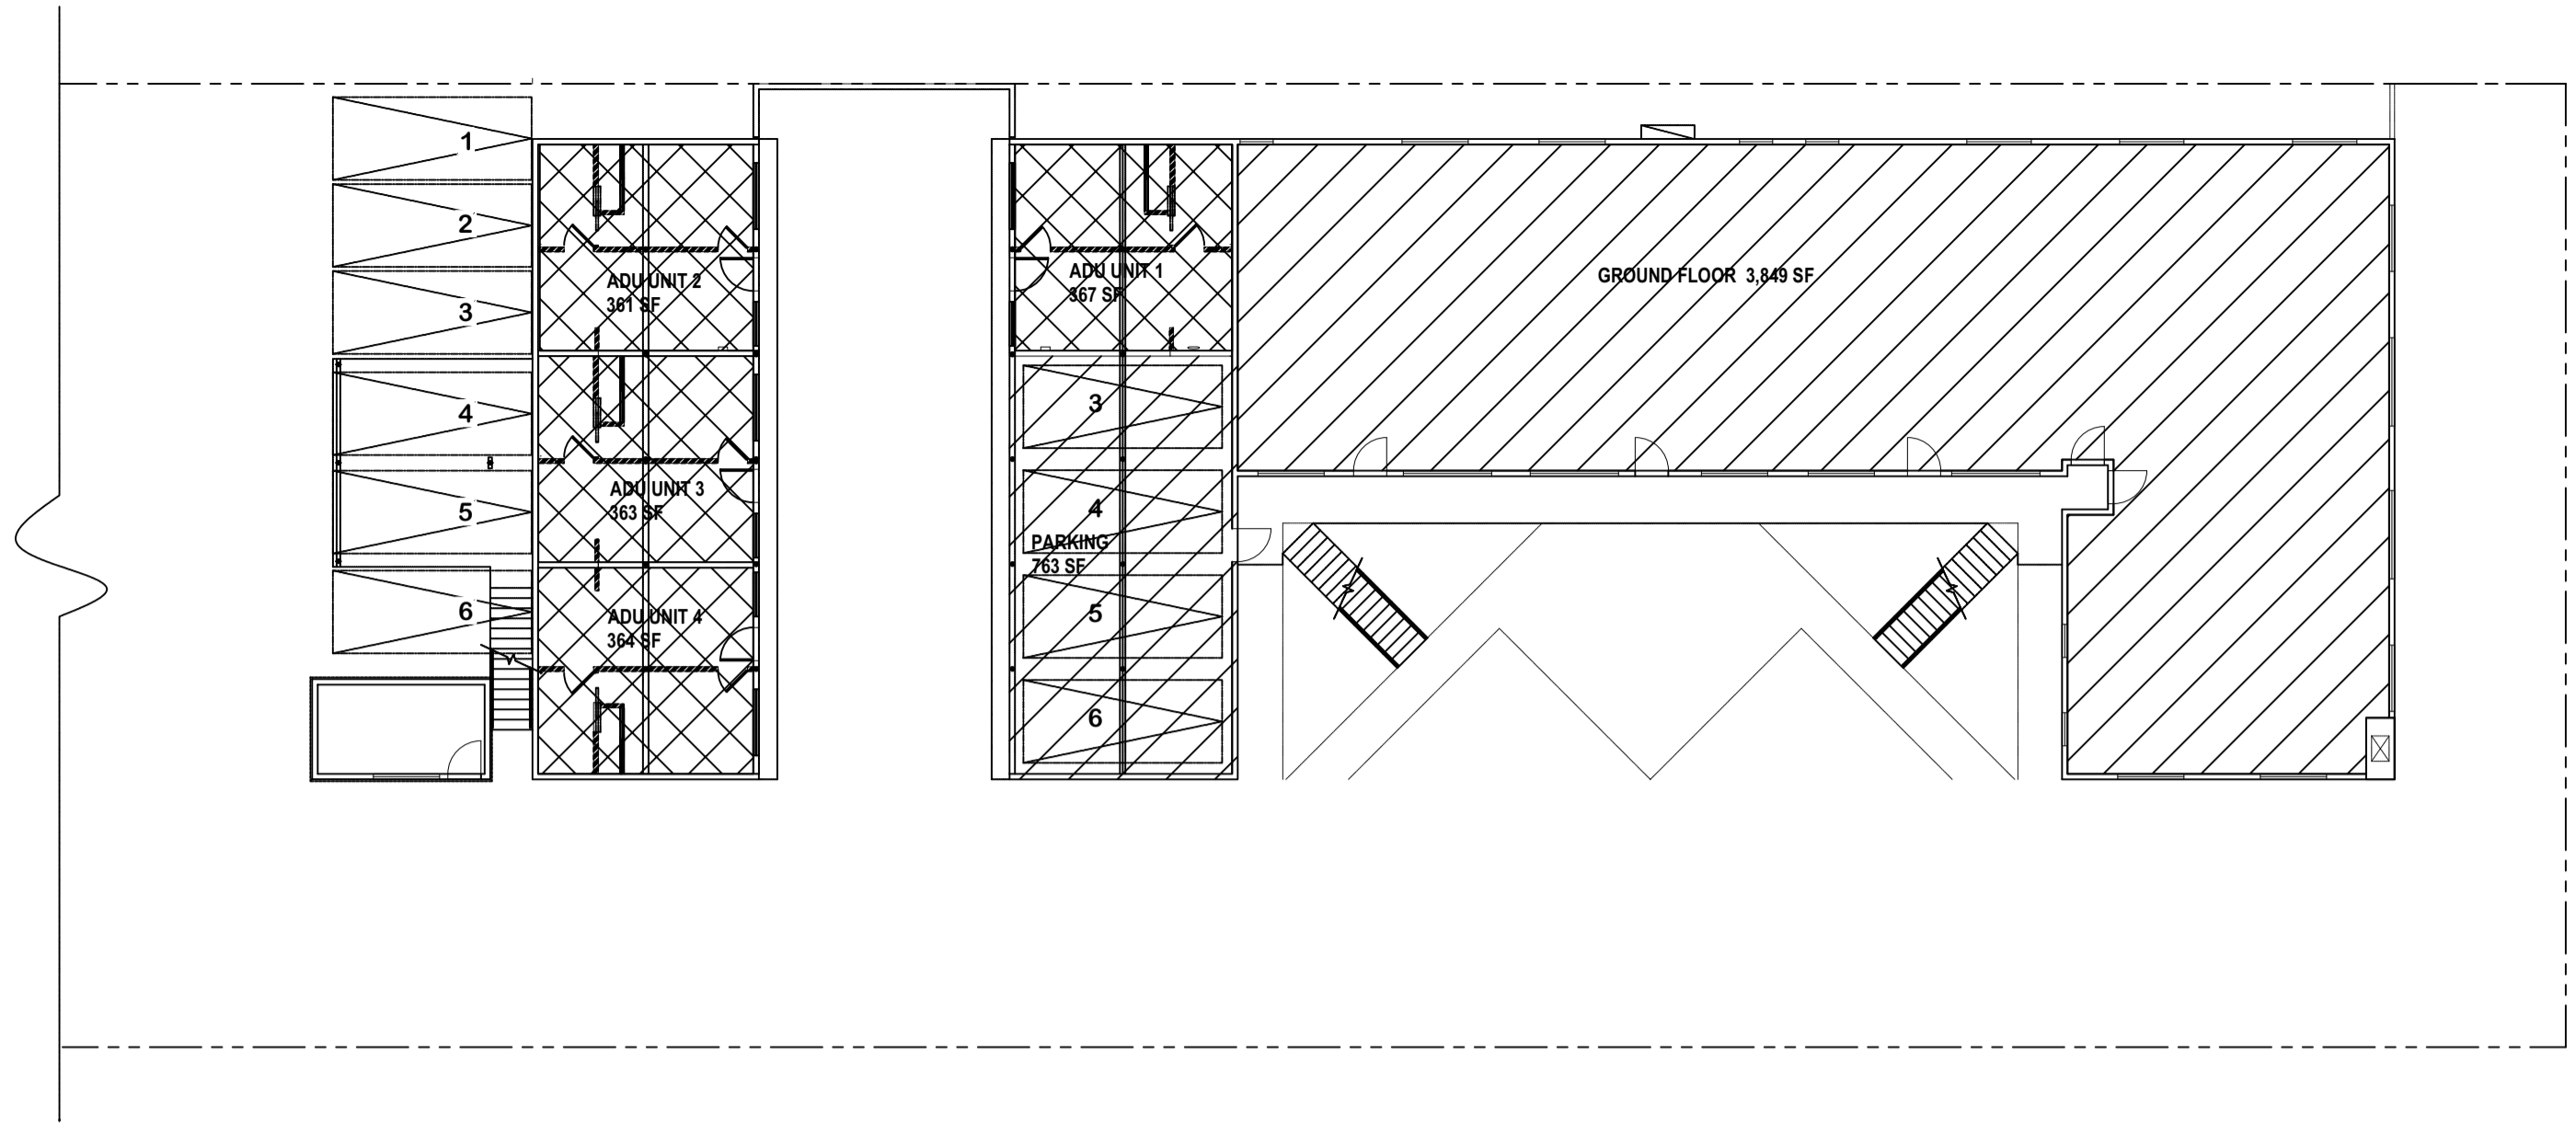 1
2
3
4
5
6
ADU UNIT 2
361 SF
ADU UNIT 3
363 SF
ADU UNIT 4
364 SF
ADU UNIT 1
367 SF
3
4
PARKING
763 SF
5
6
GROUND FLOOR 3,849 SF